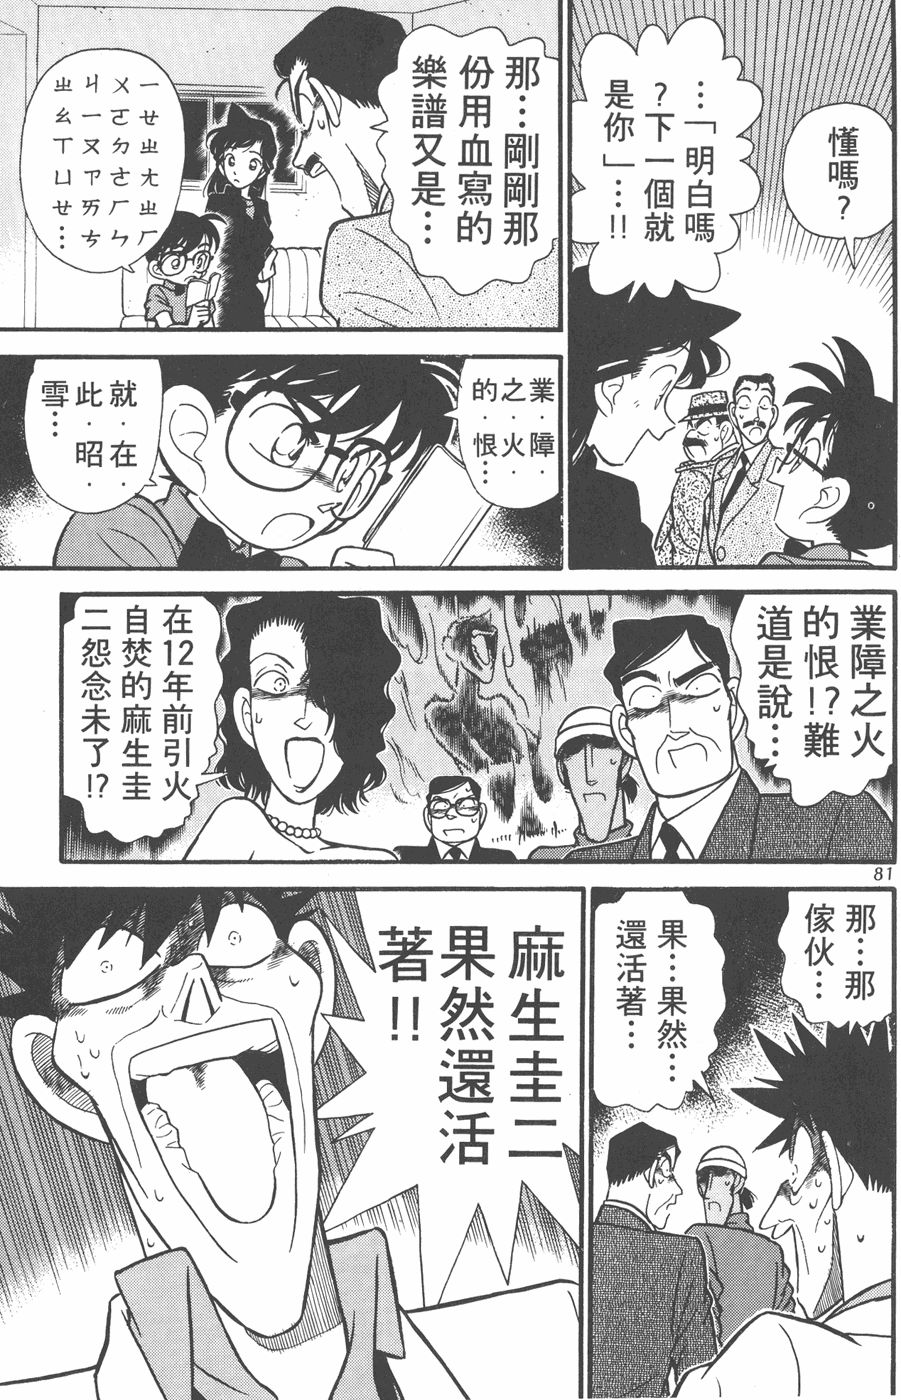 懂嗎?
…「明白嗎
?下一個就
是你」…!!
那…剛剛那
份用血寫的
樂譜又是…
ㄧㄝㄓㄤㄓㄏ
ㄨㄛㄉㄜㄏㄣ
ㄐㄧㄡㄗㄞㄘ
ㄓㄠㄒㄩㄝ…
業障
之火
的恨…
就在
此昭
雪…
業障之火
的恨!?難
道是說…
在12年前引火
自焚的麻生圭
二怨念未了!?
81
那…那
傢伙…
果…果然…
還活著…
麻生圭二
果然還活
著!!